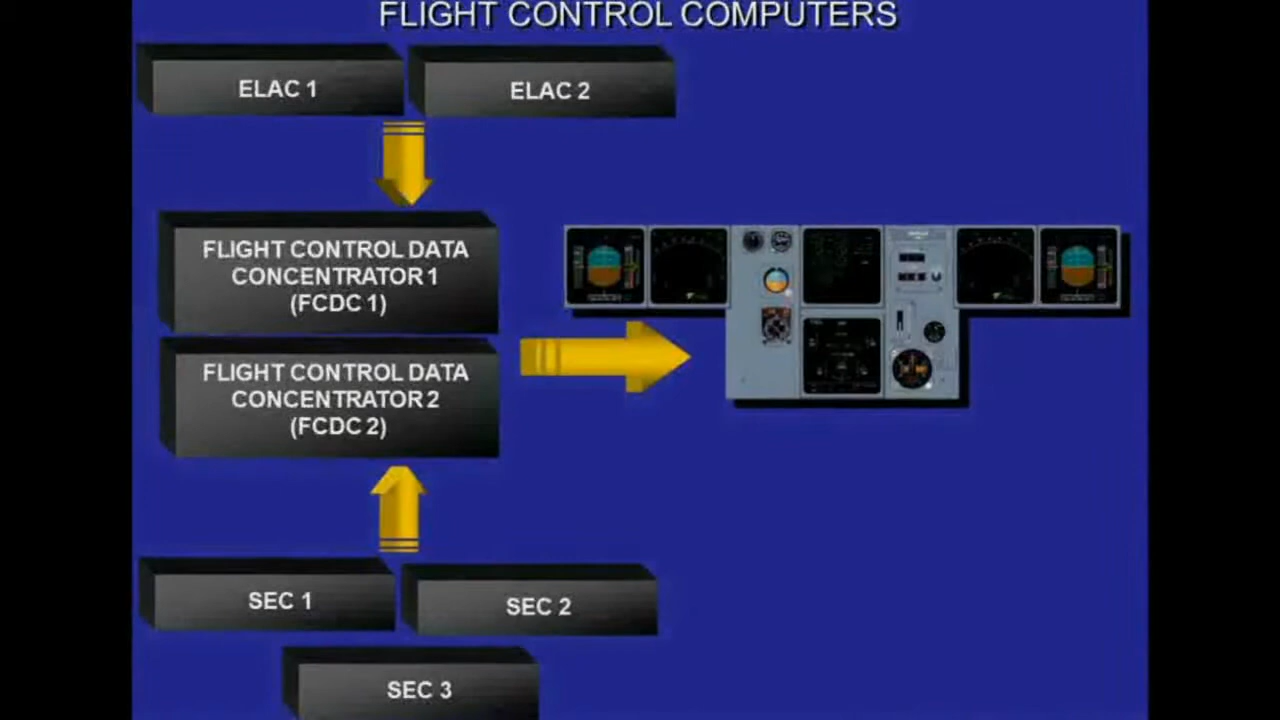 FLIGHT CONTROL COMPUTERS
ELAC 1
ELAC 2
FLIGHT CONTROL DATA
CONCENTRATOR 1
(FCDC 1)
FLIGHT CONTROL DATA
CONCENTRATOR 2
(FCDC 2)
SEC 1
SEC 2
SEC 3